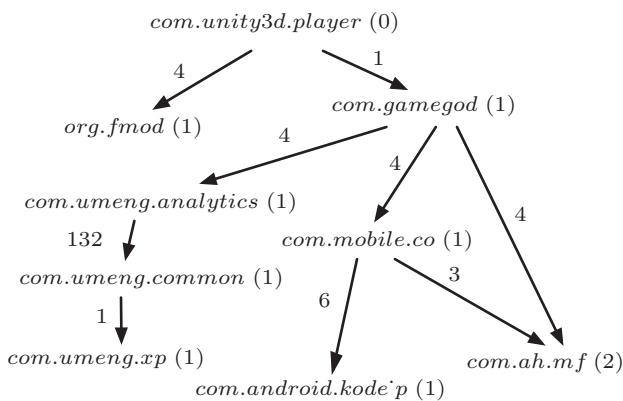 com.unity3d.player (0)
4
1
com.gamegod (1)
org.fmod (1)
4
4
4
com.umeng.analytics (1)
132
com.mobile.co (1)
com.umeng.common (1)
3
6
1
com.umeng.xp (1)
com.ah.mf (2)
com.android.kode˙p (1)